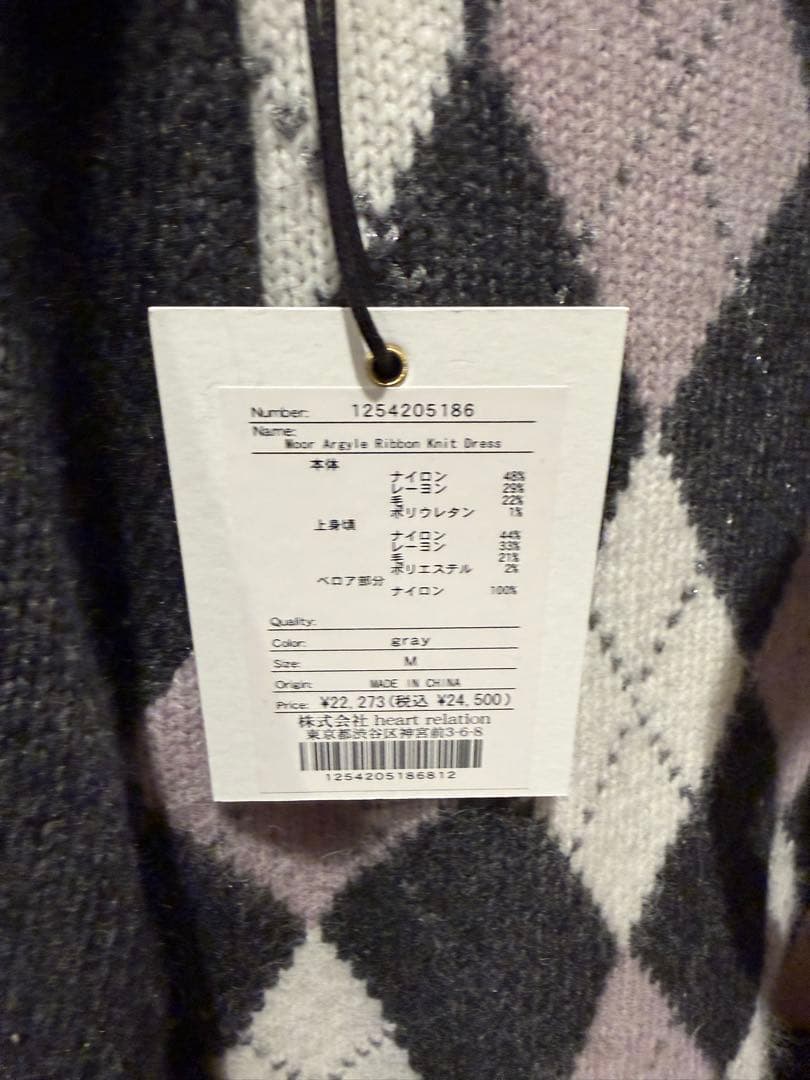 Number: 1254205186
Name:
Moor Argyle Ribbon Knit Dress
本体
ナイロン 48%
レーヨン 29%
毛 22%
ポリウレタン 1%
上身頃
ナイロン 44%
レーヨン 33%
毛 21%
ポリエステル 2%
ベロア部分
ナイロン 100%
Quality:
Color: gray
Size: M
Origin: MADE IN CHINA
Price: ¥22,273(税込 ¥24,500)
株式会社 heart relation
東京都渋谷区神宮前3-6-8
1254205186812